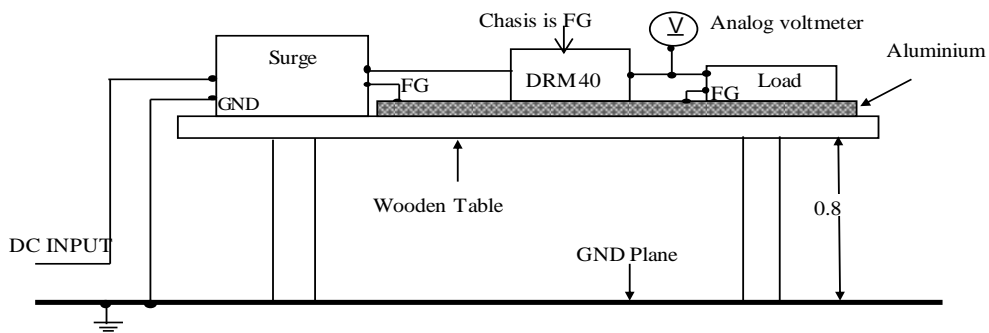 Chasis is FG
V
Analog voltmeter
Aluminium
Surge
FG
DRM40
Load
FG
GND
Wooden Table
0.8
DC INPUT
GND Plane